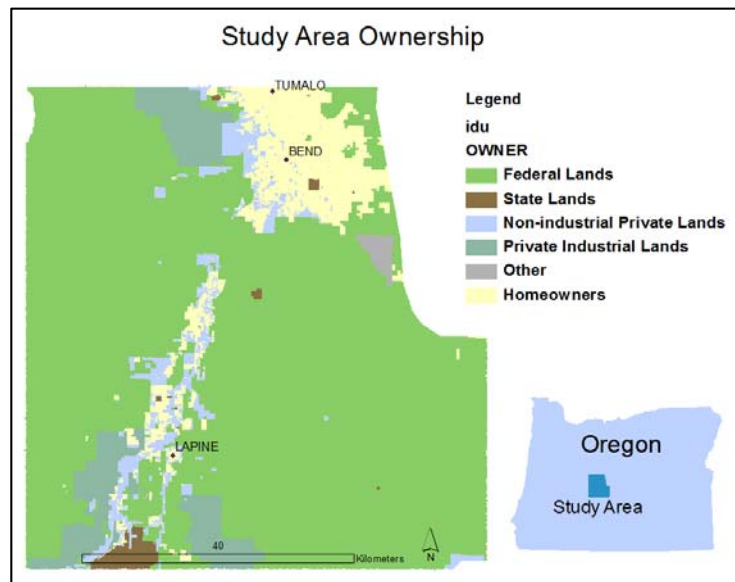 Study Area Ownership
TUMALO
BEND
LAPINE
40
Kilometers
N
Legend
idu
OWNER
Federal Lands
State Lands
Non-industrial Private Lands
Private Industrial Lands
Other
Homeowners
Oregon
Study Area